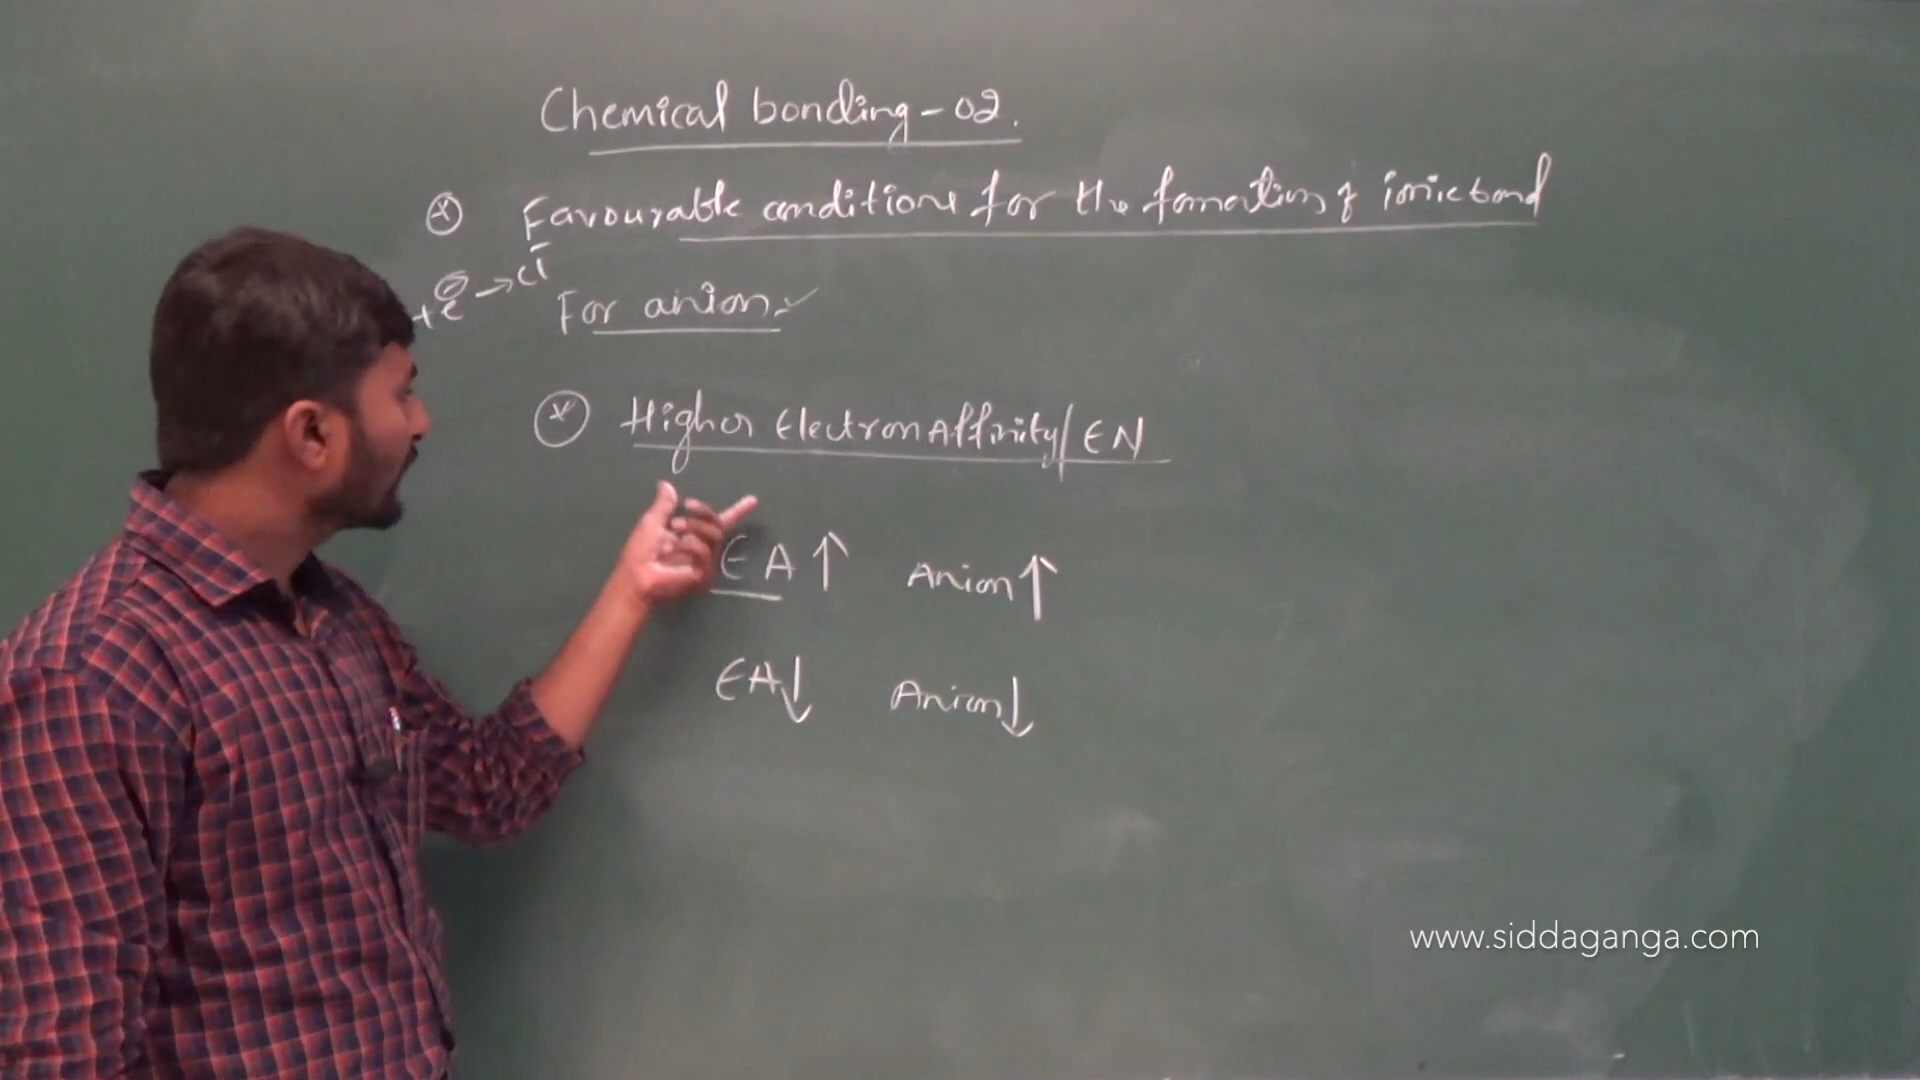 Chemical bonding - 02.
Favourable conditions for the formation of ionic bond
+ e → Cl⁻
For anion ✓
Higher Electron Affinity / EN
EA ↑ Anion ↑
EA ↓ Anion ↓
www.siddaganga.com